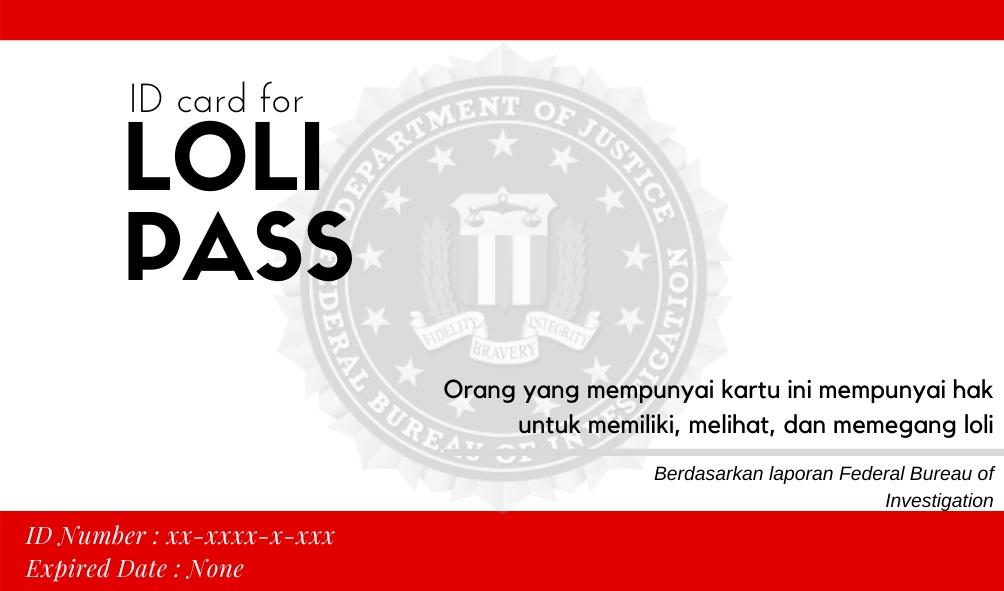 ID card for
LOLI
PASS
DEPARTMENT OF JUSTICE
FEDERAL BUREAU OF INVESTIGATION
FIDELITY
BRAVERY
INTEGRITY
Orang yang mempunyai kartu ini mempunyai hak
untuk memiliki, melihat, dan memegang loli
Berdasarkan laporan Federal Bureau of
Investigation
ID Number : xx-xxxx-x-xxx
Expired Date : None